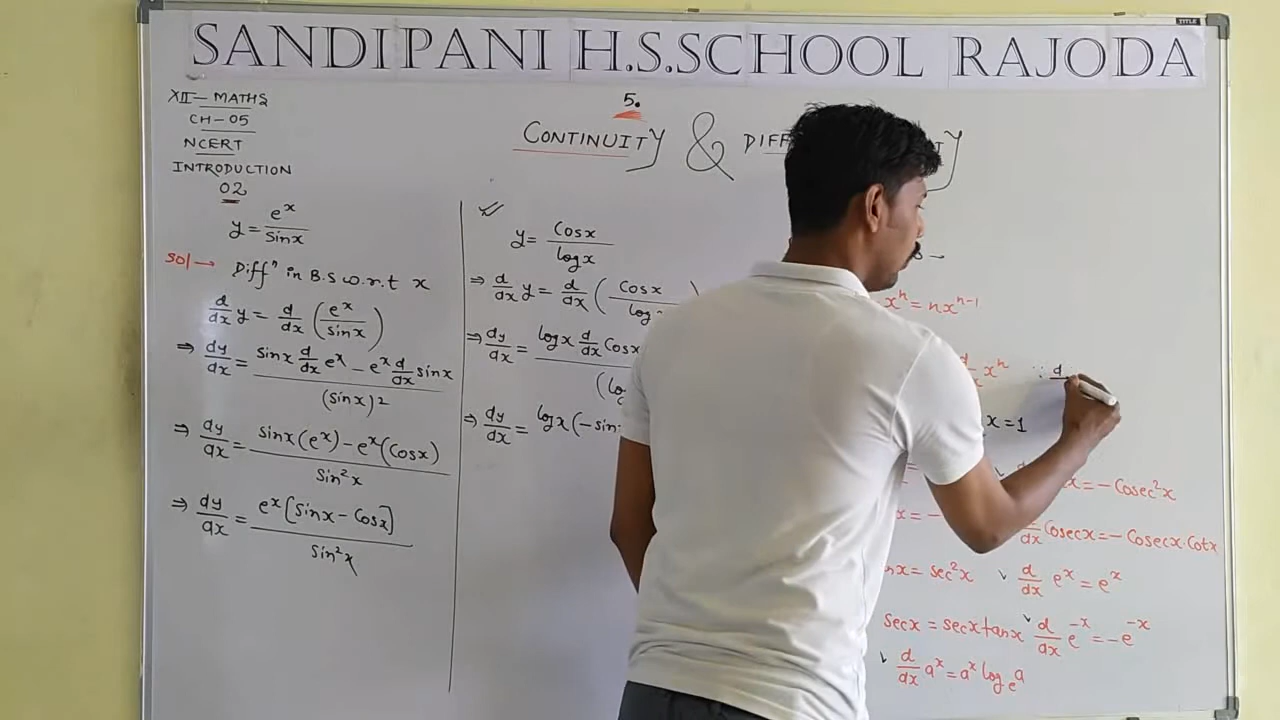 SANDIPANI H.S.SCHOOL RAJODA
XII - MATHS
CH-05
NCERT
INTRODUCTION
02
5.
CONTINUITY &
y = e^x / sinx
sol → Diff^n in B.S w.r.t x
d/dx y = d/dx (e^x / sinx)
⇒ dy/dx = sinx d/dx e^x - e^x d/dx sinx / (sinx)^2
⇒ dy/dx = sinx(e^x) - e^x(Cosx) / Sin^2x
⇒ dy/dx = e^x[sinx - Cosx] / Sin^2x
y = Cosx / logx
⇒ d/dx y = d/dx (Cosx /
⇒ dy/dx = logx d/dx Cosx
⇒ dy/dx = logx(-sin
x^n = nx^n-1
x^n
∵ d
x = 1
= - Cosec^2x
d/dx Cosecx = - Cosecx.Cotx
= sec^2x
d/dx e^x = e^x
secx = secxtanx
d/dx e^-x = -e^-x
d/dx a^x = a^x log_e a